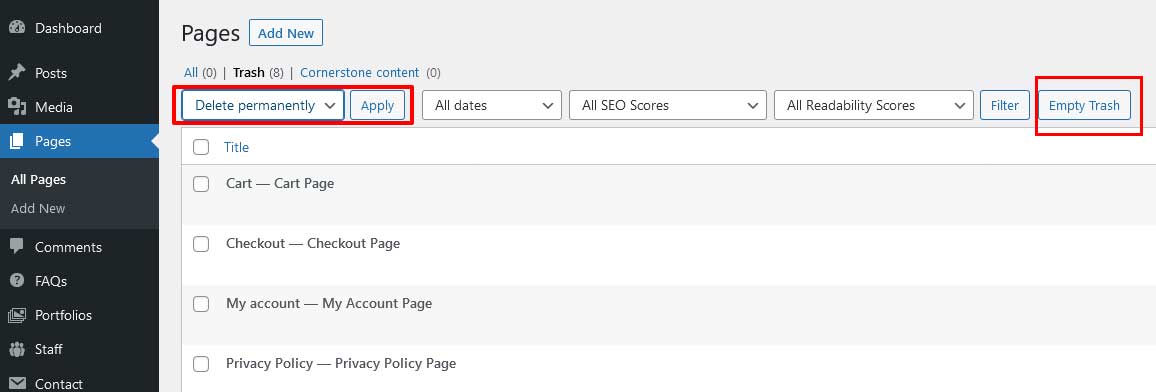 Dashboard
Posts
Media
Pages
All Pages
Add New
Comments
FAQs
Portfolios
Staff
Contact
Pages Add New
All (0) | Trash (8) | Cornerstone content (0)
Delete permanently Apply All dates All SEO Scores All Readability Scores Filter Empty Trash
Title
Cart — Cart Page
Checkout — Checkout Page
My account — My Account Page
Privacy Policy — Privacy Policy Page